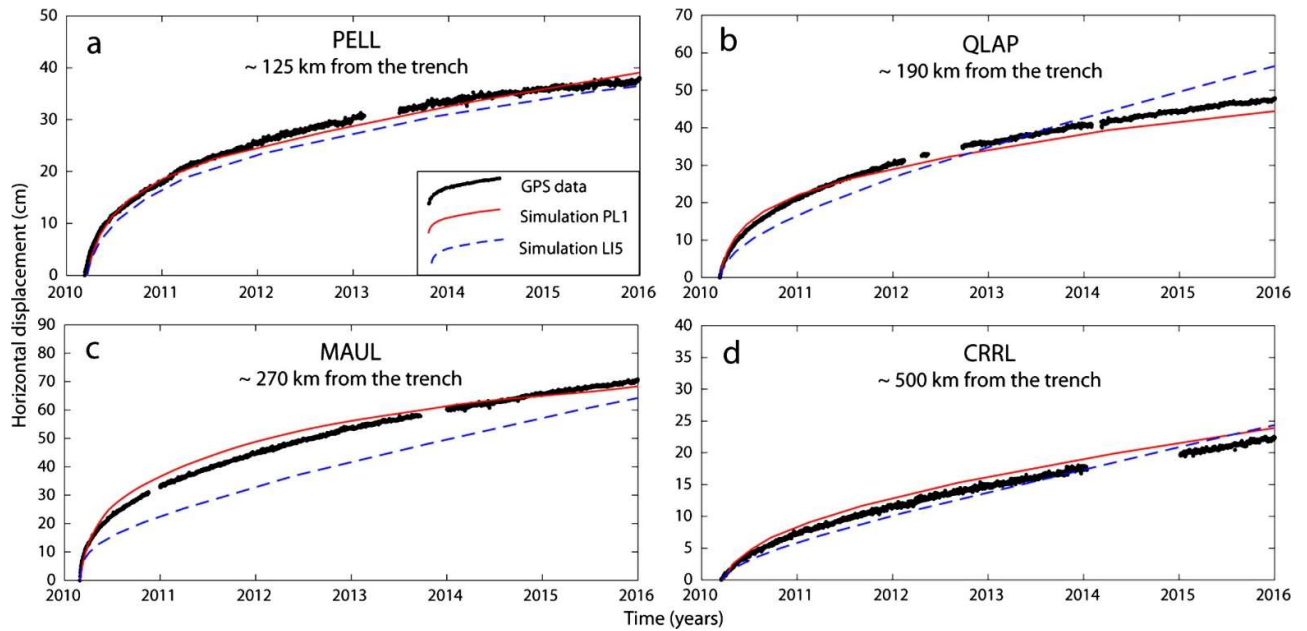 Horizontal displacement (cm)
a
PELL
~ 125 km from the trench
50
40
30
20
10
0
GPS data
Simulation PL1
Simulation LI5
2010 2011 2012 2013 2014 2015 2016
b
QLAP
~ 190 km from the trench
70
60
50
40
30
20
10
0
2010 2011 2012 2013 2014 2015 2016
c
MAUL
~ 270 km from the trench
90
80
70
60
50
40
30
20
10
0
2010 2011 2012 2013 2014 2015 2016
d
CRRL
~ 500 km from the trench
40
35
30
25
20
15
10
5
0
2010 2011 2012 2013 2014 2015 2016
Time (years)